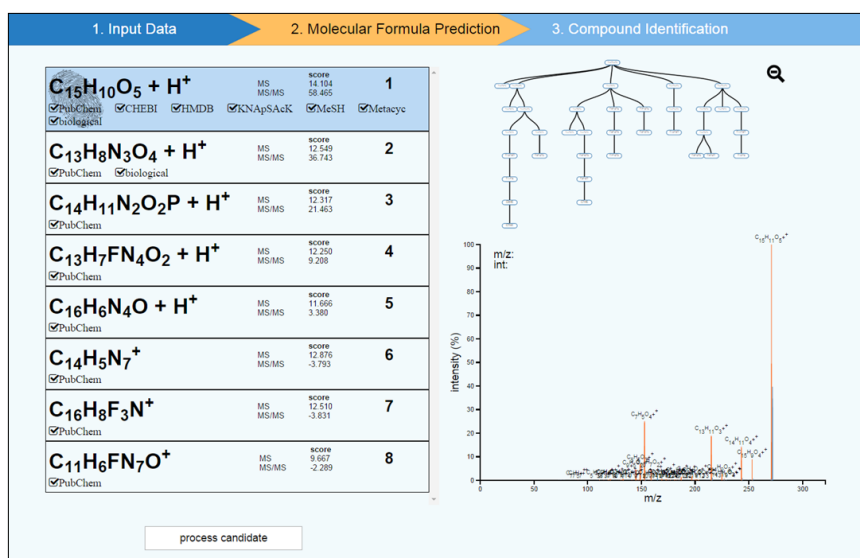 1. Input Data
2. Molecular Formula Prediction
3. Compound Identification
C15H10O5 + H+
MS
MS/MS
score
14.104
58.465
1
PubChem CHEBI HMDB KNApSAcK MeSH Metacyc
biological
C13H8N3O4 + H+
MS
MS/MS
score
12.549
36.743
2
PubChem biological
C14H11N2O2P + H+
MS
MS/MS
score
12.317
21.463
3
PubChem
C13H7FN4O2 + H+
MS
MS/MS
score
12.250
9.208
4
PubChem
C16H6N4O + H+
MS
MS/MS
score
11.666
3.380
5
PubChem
C14H5N7+
MS
MS/MS
score
12.876
-3.793
6
PubChem
C16H8F3N+
MS
MS/MS
score
12.510
-3.831
7
PubChem
C11H6FN7O+
MS
MS/MS
score
9.667
-2.289
8
PubChem
process candidate
m/z:
int:
intensity (%)
100
90
80
70
60
50
40
30
20
10
0
C15H11O5+
C7H5O4+
C13H11O3+
C14H11O4+
C15H9O4+
0 50 100 150 200 250 300
m/z